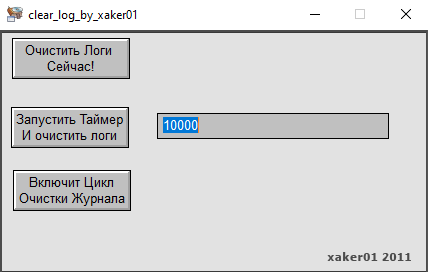 clear_log_by_xaker01
Очистить Логи
Сейчас!
Запустить Таймер
И очистить логи
10000
Включит Цикл
Очистки Журнала
xaker01 2011